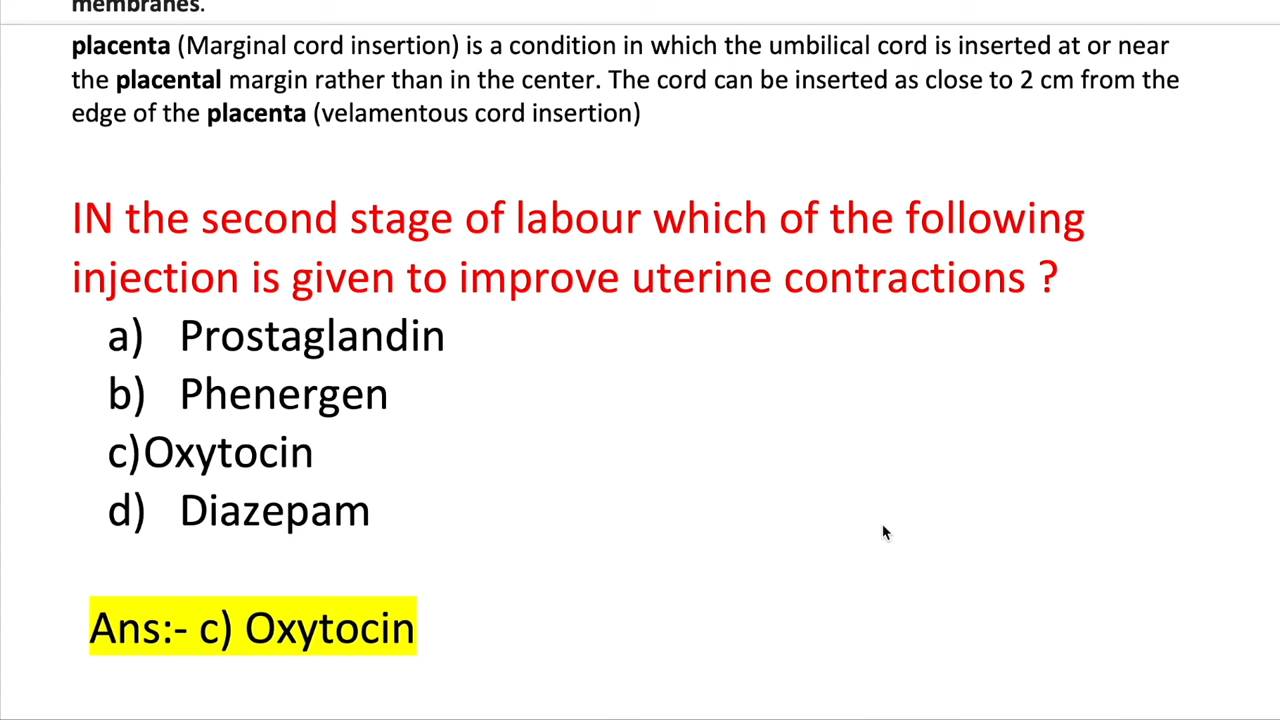 membranes.
placenta (Marginal cord insertion) is a condition in which the umbilical cord is inserted at or near
the placental margin rather than in the center. The cord can be inserted as close to 2 cm from the
edge of the placenta (velamentous cord insertion)
IN the second stage of labour which of the following
injection is given to improve uterine contractions ?
a) Prostaglandin
b) Phenergen
c)Oxytocin
d) Diazepam
Ans:- c) Oxytocin